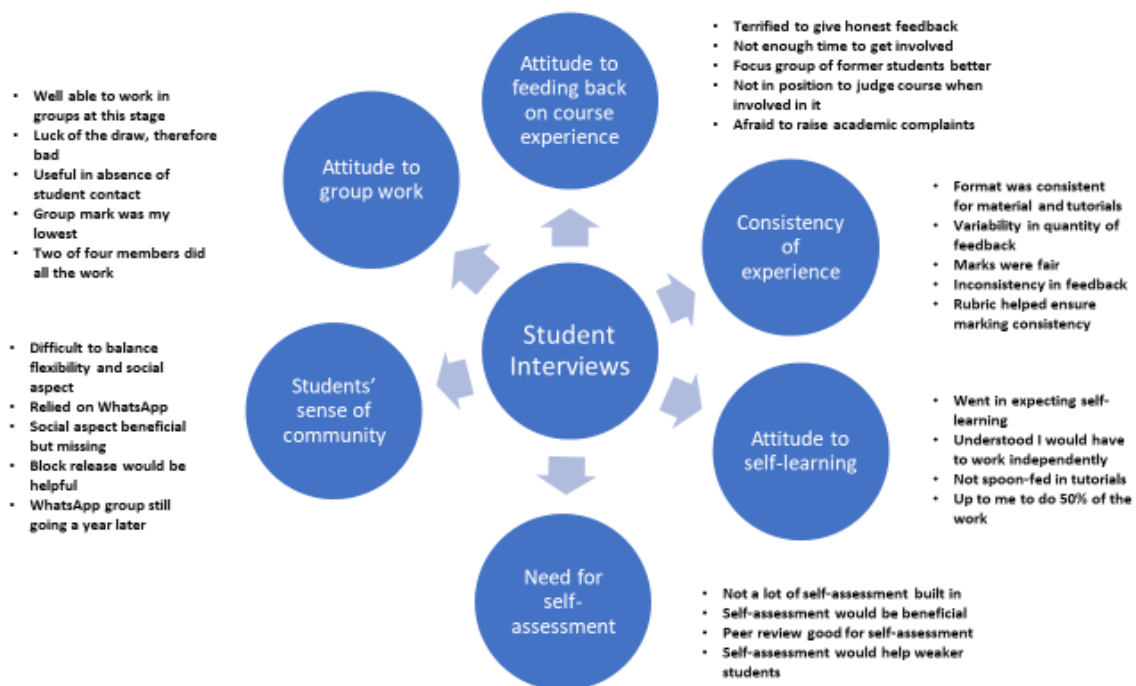 Student
Interviews
Attitude to
feeding back
on course
experience
• Terrified to give honest feedback
• Not enough time to get involved
• Focus group of former students better
• Not in position to judge course when
involved in it
• Afraid to raise academic complaints
Consistency
of
experience
• Format was consistent
for material and tutorials
• Variability in quantity of
feedback
• Marks were fair
• Inconsistency in feedback
• Rubric helped ensure
marking consistency
Attitude to
self-learning
• Went in expecting self-
learning
• Understood I would have
to work independently
• Not spoon-fed in tutorials
• Up to me to do 50% of the
work
Need for
self-
assessment
• Not a lot of self-assessment built in
• Self-assessment would be beneficial
• Peer review good for self-assessment
• Self-assessment would help weaker
students
Students’
sense of
community
• Difficult to balance
flexibility and social
aspect
• Relied on WhatsApp
• Social aspect beneficial
but missing
• Block release would be
helpful
• WhatsApp group still
going a year later
Attitude to
group work
• Well able to work in
groups at this stage
• Luck of the draw, therefore
bad
• Useful in absence of
student contact
• Group mark was my
lowest
• Two of four members did
all the work